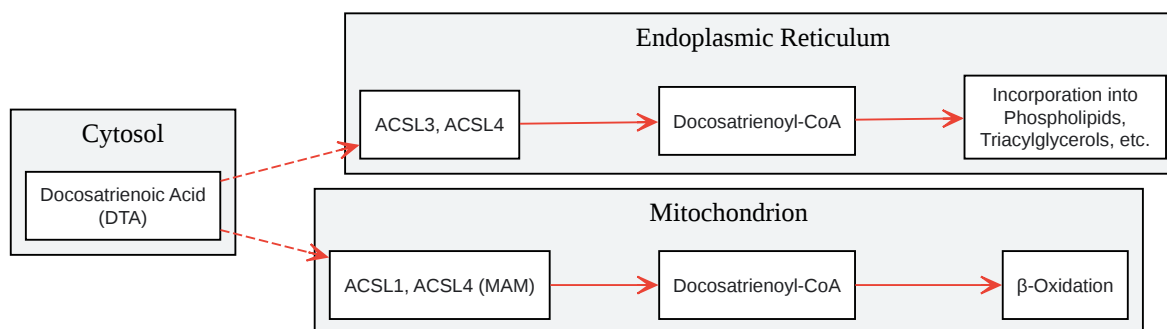 Endoplasmic Reticulum
Cytosol
ACSL3, ACSL4
Docosatrienoyl-CoA
Incorporation into
Phospholipids,
Triacylglycerols, etc.
Docosatrienoic Acid
(DTA)
Mitochondrion
ACSL1, ACSL4 (MAM)
Docosatrienoyl-CoA
β-Oxidation